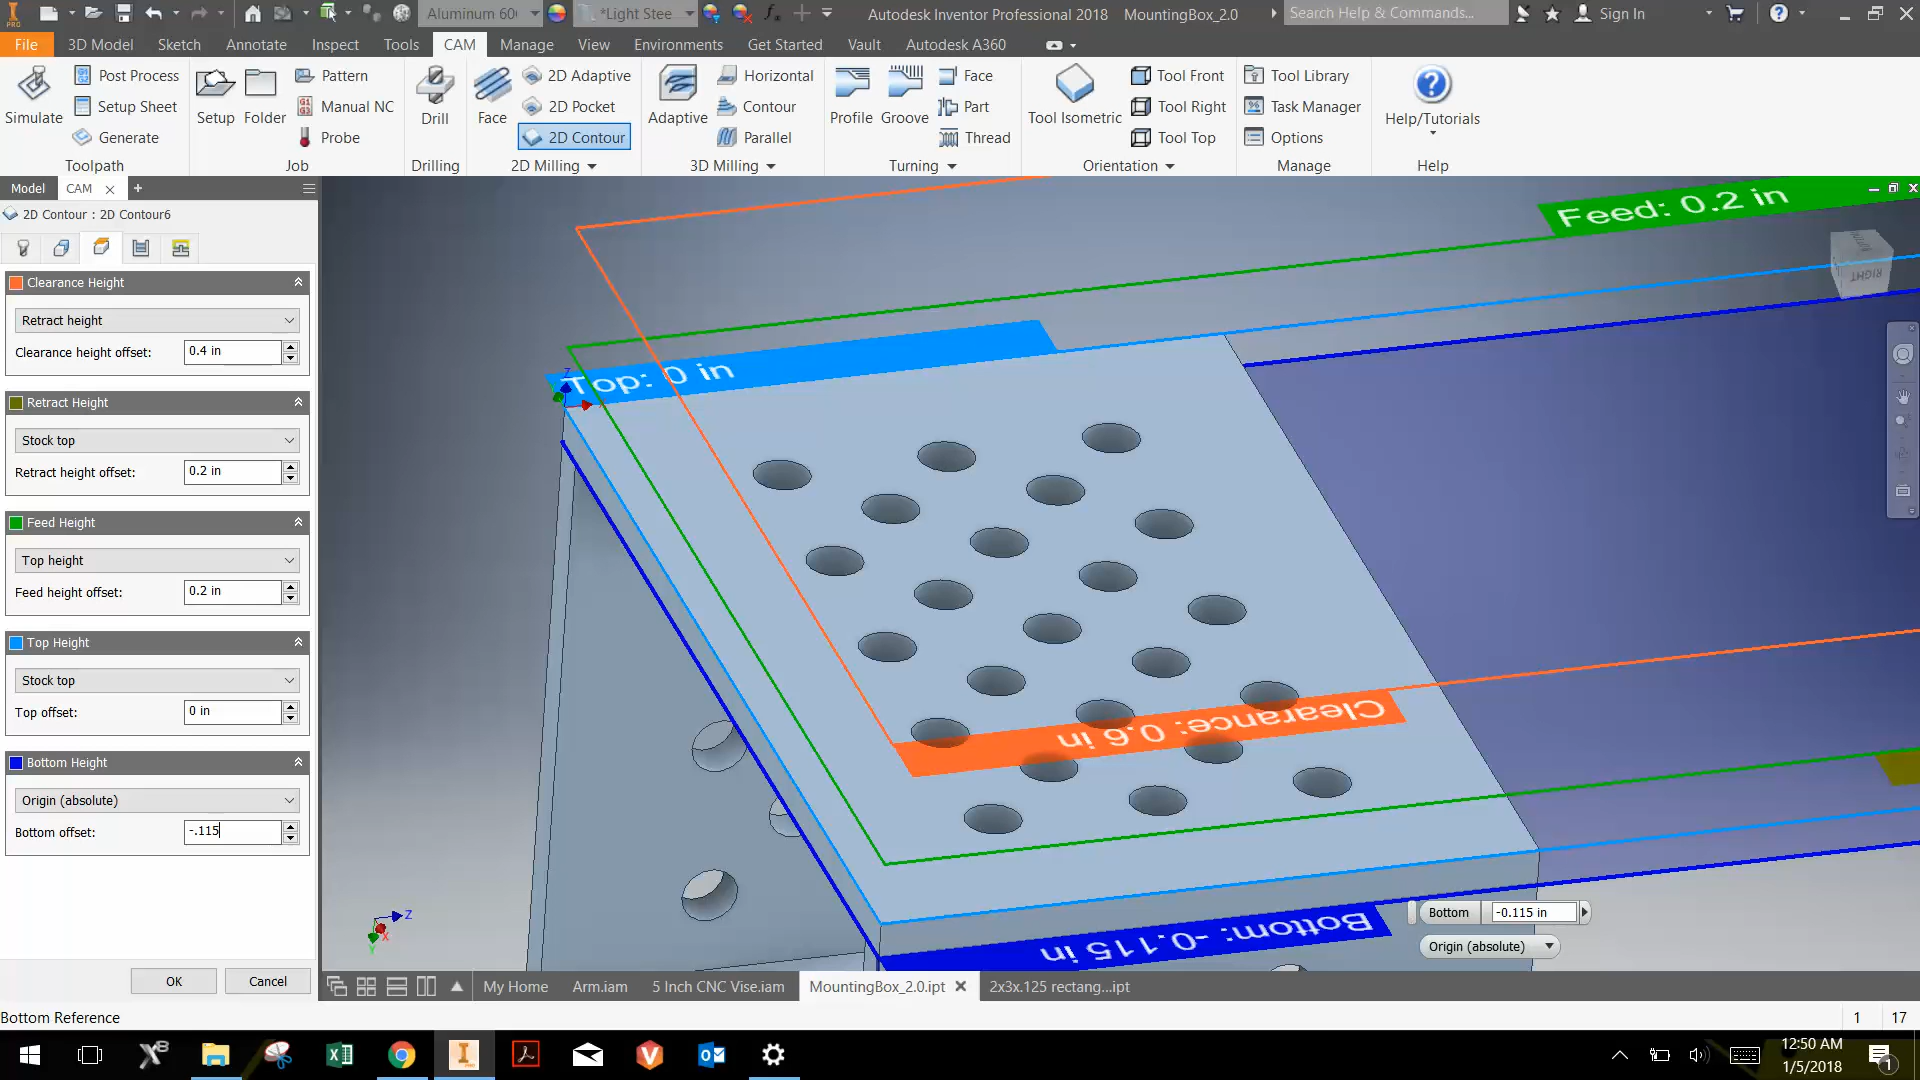 Aluminum 606
*Light Stee
Autodesk Inventor Professional 2018 MountingBox_2.0
Search Help & Commands...
Sign In
PRO
File 3D Model Sketch Annotate Inspect Tools CAM Manage View Environments Get Started Vault Autodesk A360
Simulate
Post Process
Setup Sheet
Generate
Toolpath
Setup
Folder
Pattern
Manual NC
Probe
Job
Drill
Drilling
Face
2D Adaptive
2D Pocket
2D Contour
2D Milling
Adaptive
Horizontal
Contour
Parallel
3D Milling
Profile
Groove
Face
Part
Thread
Turning
Tool Isometric
Tool Front
Tool Right
Tool Top
Orientation
Tool Library
Task Manager
Options
Manage
Help/Tutorials
Help
Model CAM
2D Contour : 2D Contour6
Clearance Height
Retract height
Clearance height offset: 0.4 in
Retract Height
Stock top
Retract height offset: 0.2 in
Feed Height
Top height
Feed height offset: 0.2 in
Top Height
Stock top
Top offset: 0 in
Bottom Height
Origin (absolute)
Bottom offset: -.115
OK Cancel
Feed: 0.2 in
RIGHT
Top: 0 in
Z
Clearance: 0.6 in
Bottom: -0.115 in
Bottom -0.115 in
Origin (absolute)
Z
X
Y
My Home Arm.iam 5 Inch CNC Vise.iam MountingBox_2.0.ipt 2x3x.125 rectang...ipt
Bottom Reference
1 17
12:50 AM
1/5/2018
1